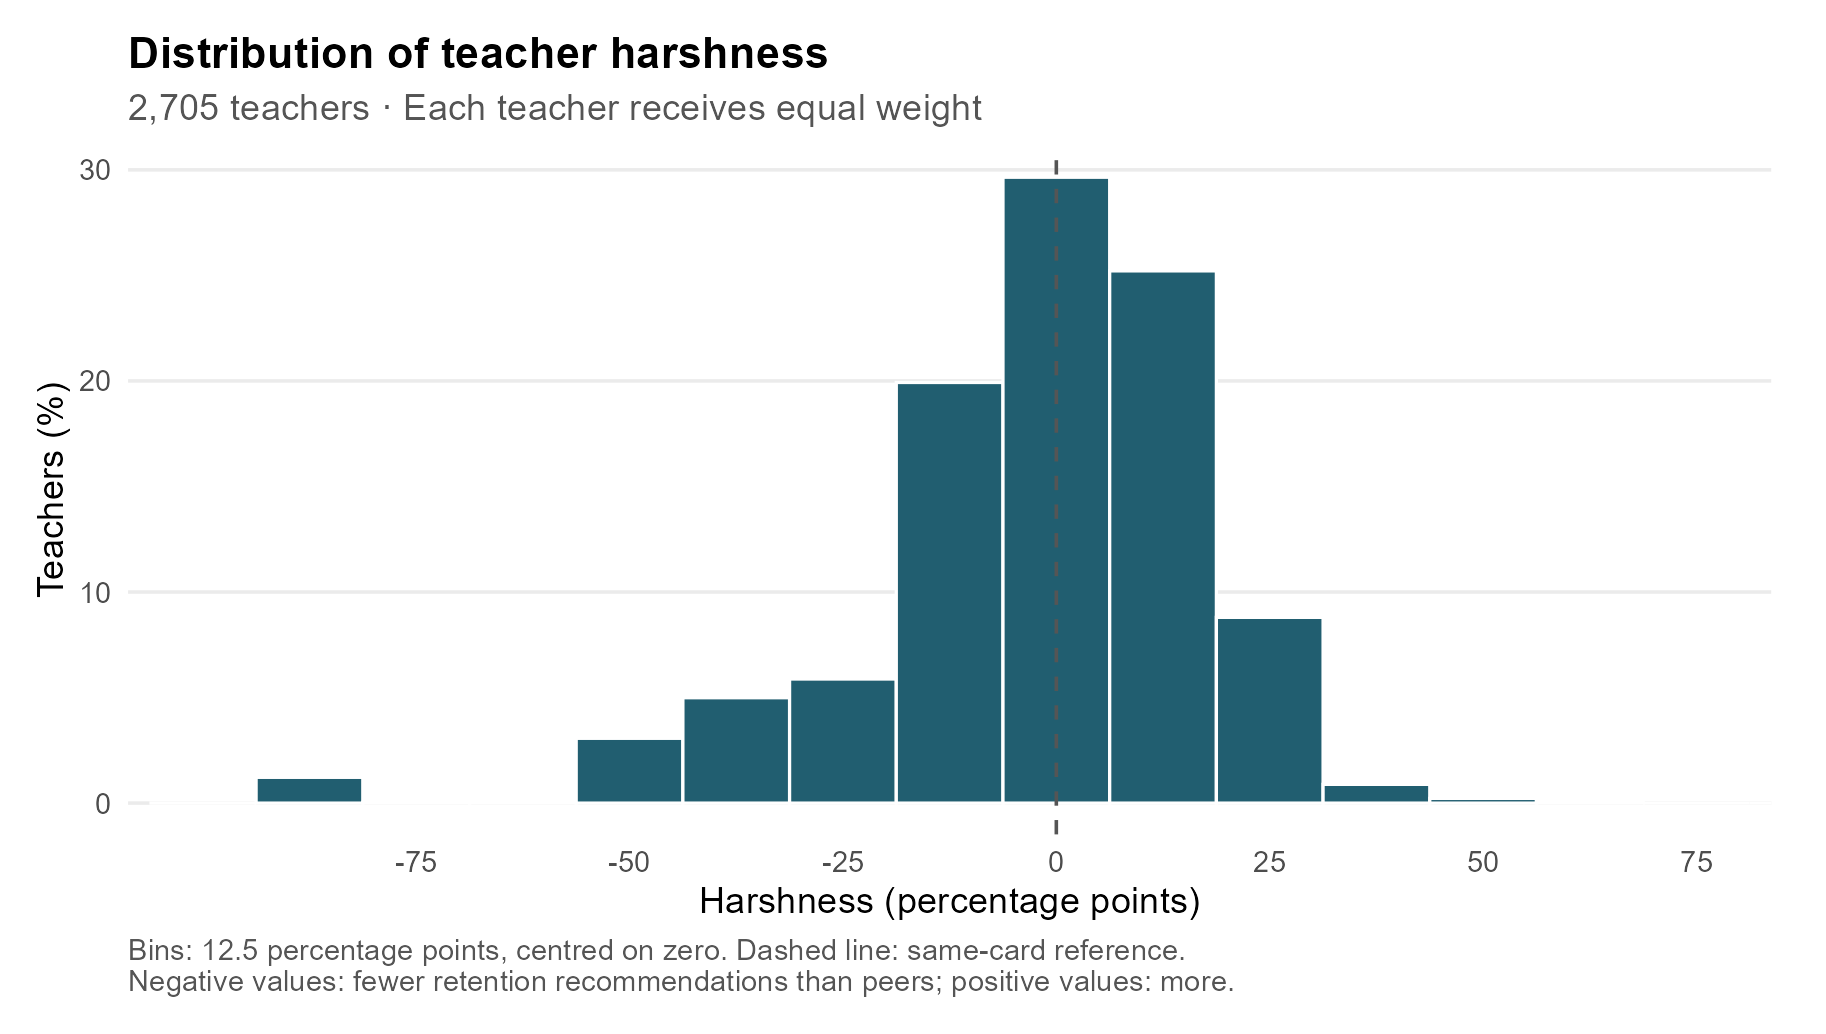 Distribution of teacher harshness
2,705 teachers · Each teacher receives equal weight
Teachers (%)
30
20
10
0
-75
-50
-25
0
25
50
75
Harshness (percentage points)
Bins: 12.5 percentage points, centred on zero. Dashed line: same-card reference.
Negative values: fewer retention recommendations than peers; positive values: more.